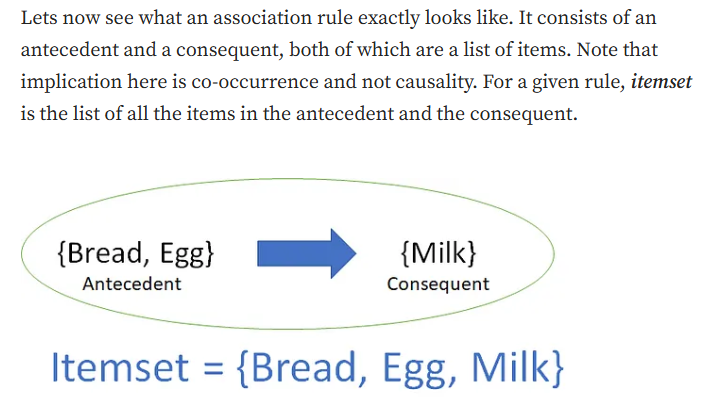 Lets now see what an association rule exactly looks like. It consists of an
antecedent and a consequent, both of which are a list of items. Note that
implication here is co-occurrence and not causality. For a given rule, itemset
is the list of all the items in the antecedent and the consequent.
{Bread, Egg} {Milk}
Antecedent Consequent
Itemset = {Bread, Egg, Milk}